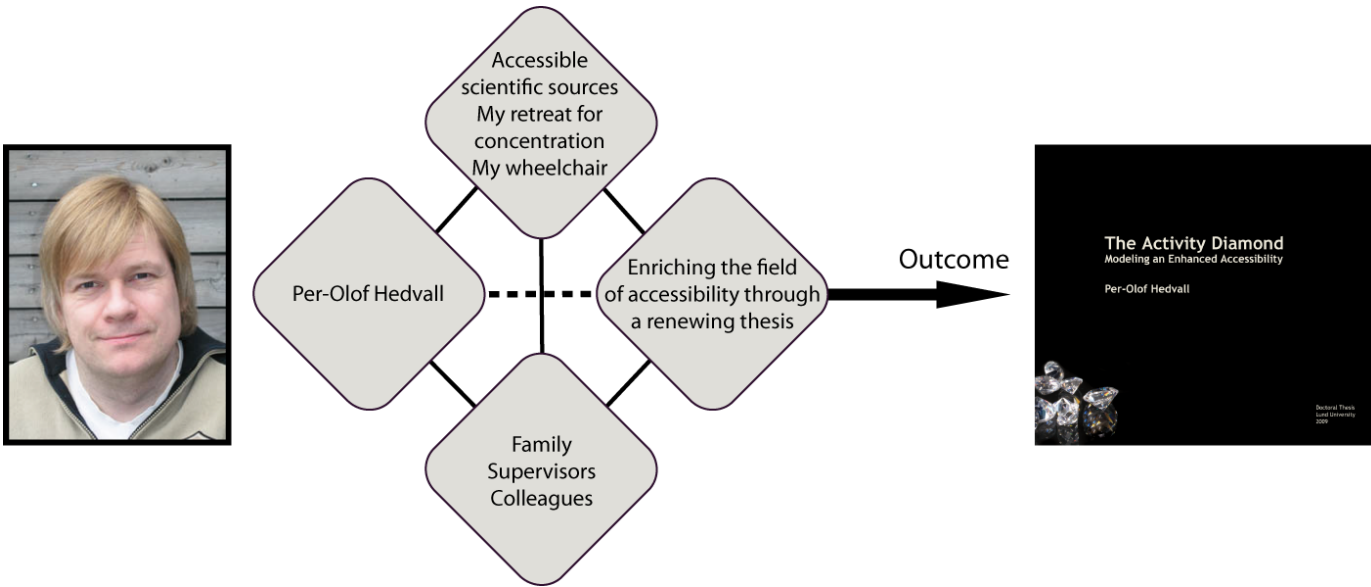 Accessible
scientific sources
My retreat for
concentration
My wheelchair
Per-Olof Hedvall
Enriching the field
of accessibility through
a renewing thesis
Family
Supervisors
Colleagues
Outcome
The Activity Diamond
Modeling an Enhanced Accessibility
Per-Olof Hedvall
Doctoral Thesis
Lund University
2009